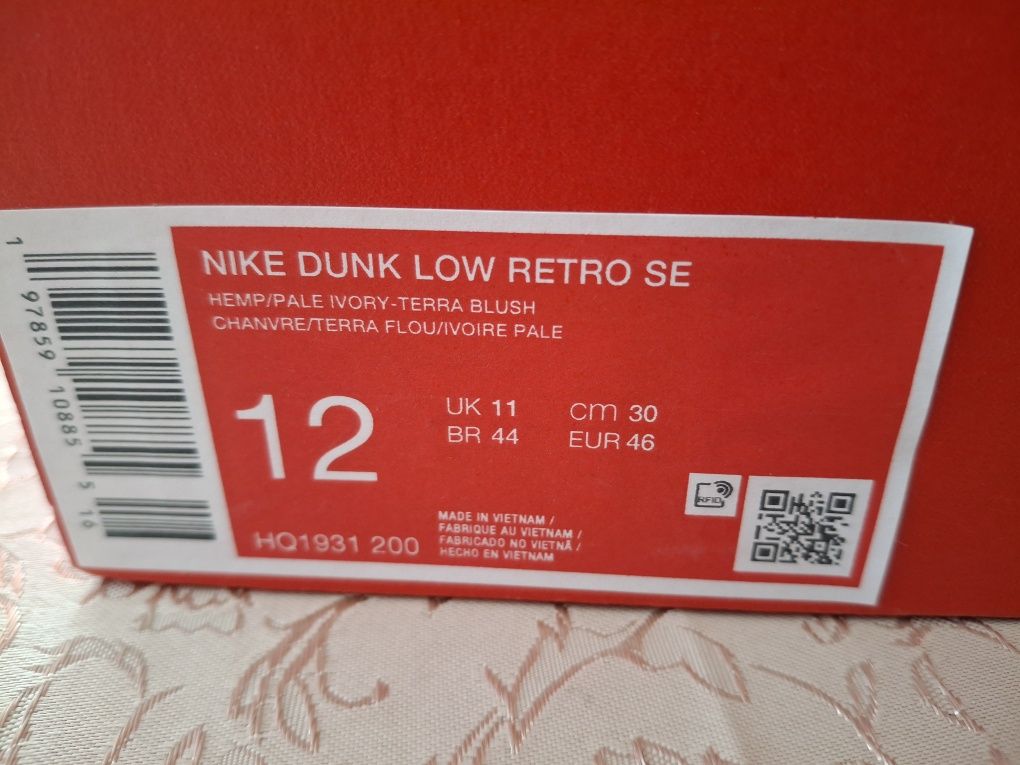 NIKE DUNK LOW RETRO SE
HEMP/PALE IVORY-TERRA BLUSH
CHANVRE/TERRA FLOU/IVOIRE PALE
12
UK 11
cm 30
BR 44
EUR 46
HQ1931 200
MADE IN VIETNAM /
FABRIQUE AU VIETNAM /
FABRICADO NO VIETNÃ /
HECHO EN VIETNAM
RFID
1 97859 10885 5 16